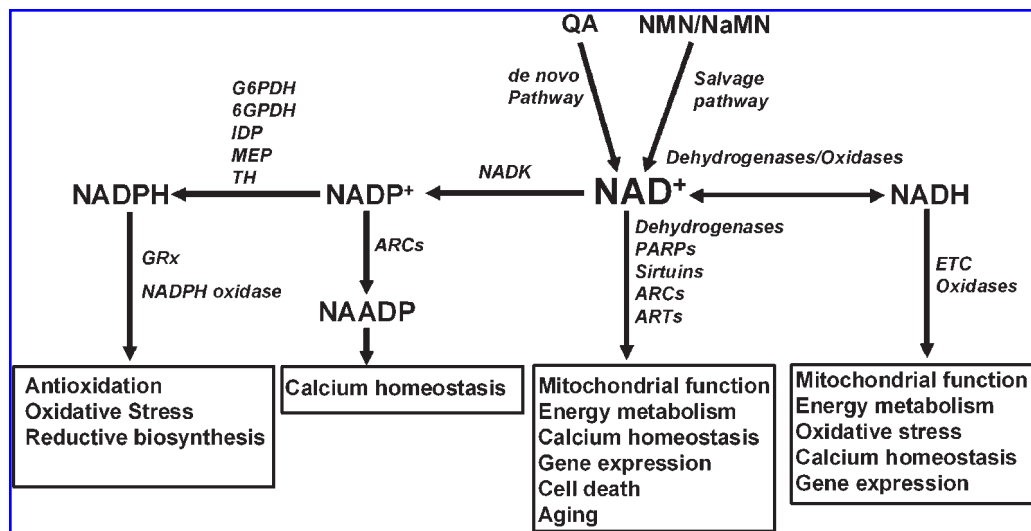 QA
NMN/NaMN
de novo
Pathway
Salvage
pathway
G6PDH
6GPDH
IDP
MEP
TH
NADK
Dehydrogenases/Oxidases
NADPH
NADP+
NAD+
NADH
GRx
NADPH oxidase
ARCs
NAADP
Dehydrogenases
PARPs
Sirtuins
ARCs
ARTs
ETC
Oxidases
Antioxidation
Oxidative Stress
Reductive biosynthesis
Calcium homeostasis
Mitochondrial function
Energy metabolism
Calcium homeostasis
Gene expression
Cell death
Aging
Mitochondrial function
Energy metabolism
Oxidative stress
Calcium homeostasis
Gene expression